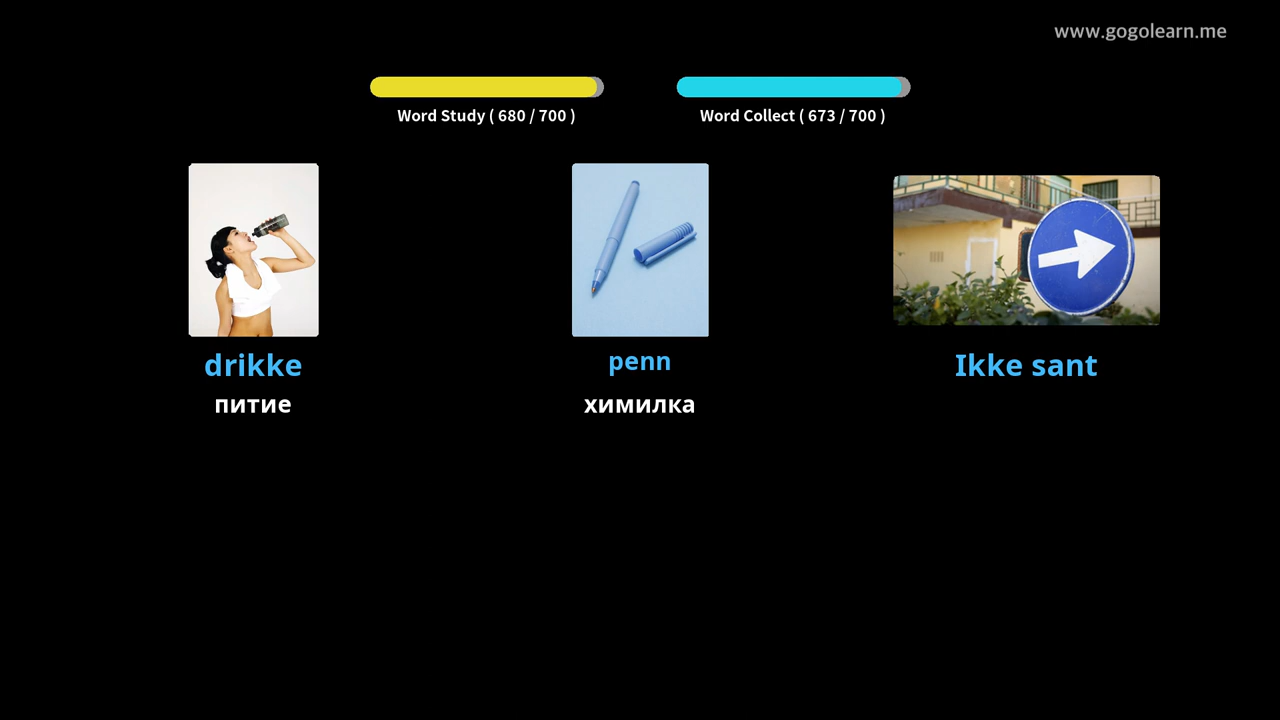 www.gogolearn.me
Word Study ( 680 / 700 )
Word Collect ( 673 / 700 )
drikke
penn
Ikke sant
питие
химилка